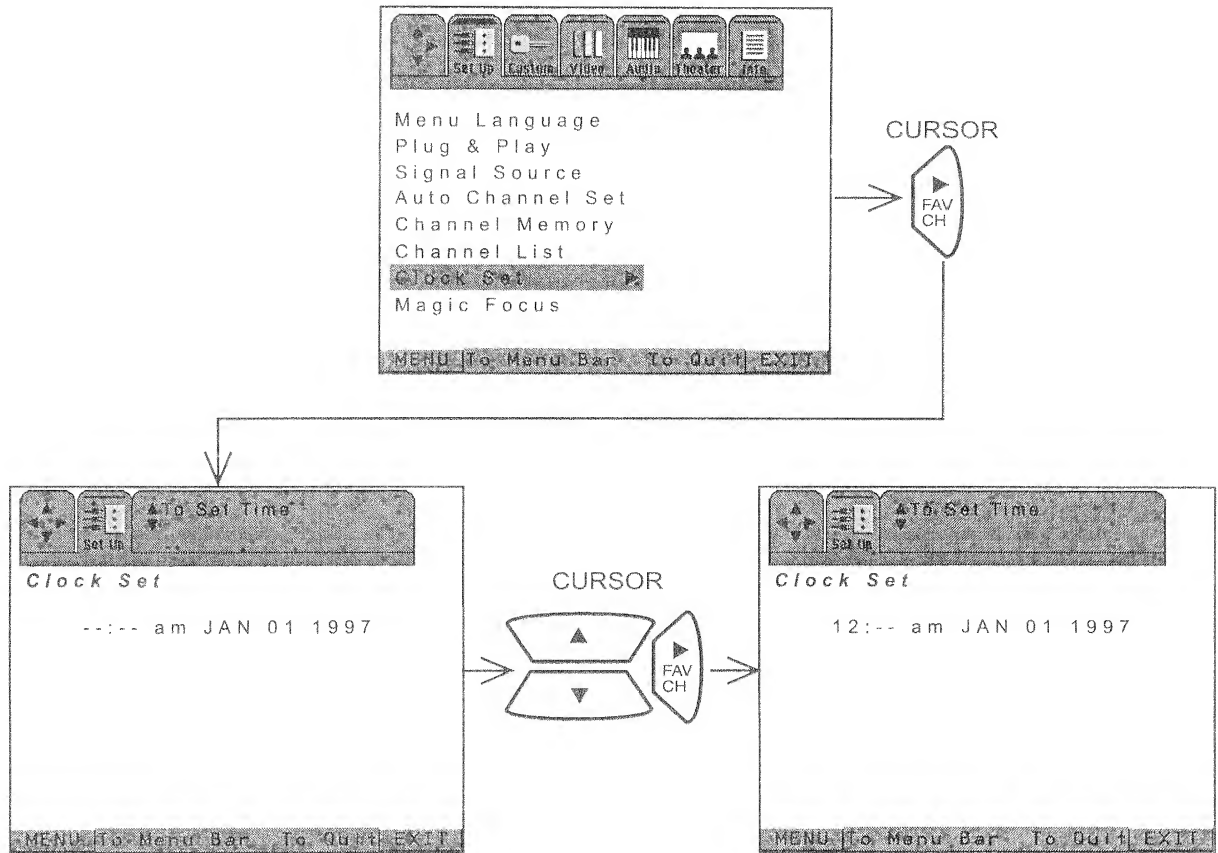 Set Up Custom Video Audio Theater Info
Menu Language
Plug & Play
Signal Source
Auto Channel Set
Channel Memory
Channel List
Clock Set
Magic Focus
MENU To Menu Bar To Quit EXIT
CURSOR
FAV
CH
To Set Time
Set Up
Clock Set
--:-- am JAN 01 1997
MENU To Menu Bar To Quit EXIT
CURSOR
FAV
CH
To Set Time
Set Up
Clock Set
12:-- am JAN 01 1997
MENU To Menu Bar To Quit EXIT